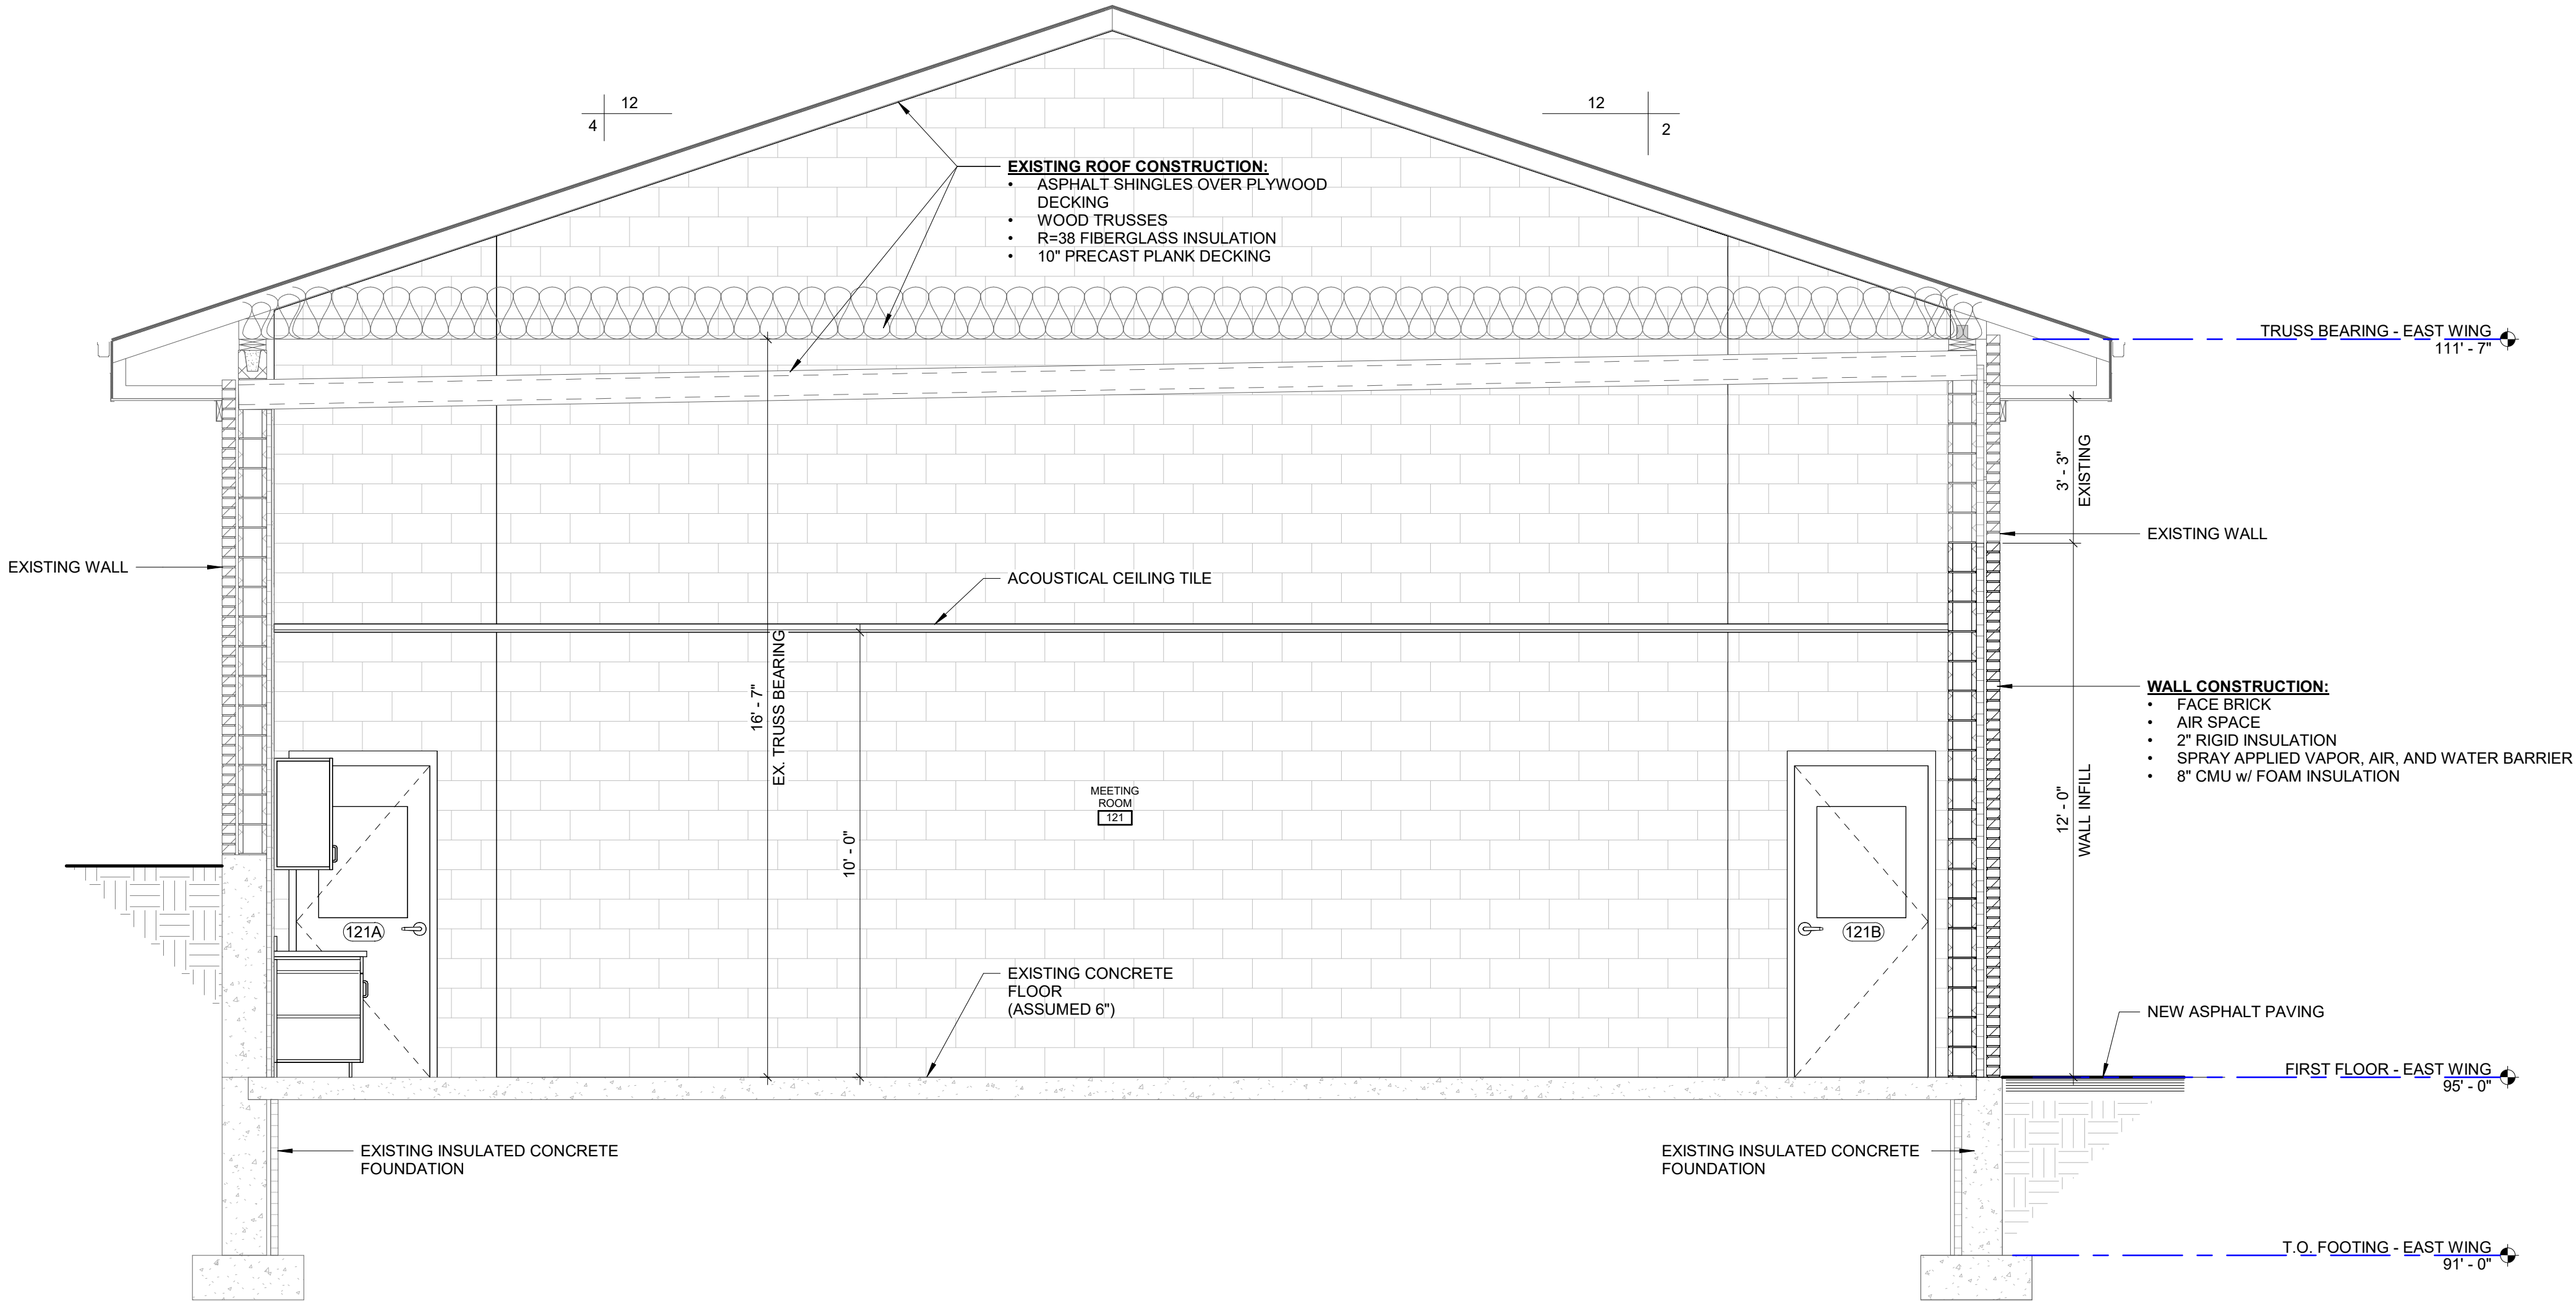 12
4
12
2
EXISTING ROOF CONSTRUCTION:
• ASPHALT SHINGLES OVER PLYWOOD
DECKING
• WOOD TRUSSES
• R=38 FIBERGLASS INSULATION
• 10" PRECAST PLANK DECKING
TRUSS BEARING - EAST WING
111' - 7"
3' - 3"
EXISTING
EXISTING WALL
EXISTING WALL
ACOUSTICAL CEILING TILE
16' - 7"
EX. TRUSS BEARING
10' - 0"
WALL CONSTRUCTION:
• FACE BRICK
• AIR SPACE
• 2" RIGID INSULATION
• SPRAY APPLIED VAPOR, AIR, AND WATER BARRIER
• 8" CMU w/ FOAM INSULATION
12' - 0"
WALL INFILL
MEETING
ROOM
121
121A
121B
EXISTING CONCRETE
FLOOR
(ASSUMED 6")
NEW ASPHALT PAVING
FIRST FLOOR - EAST WING
95' - 0"
EXISTING INSULATED CONCRETE
FOUNDATION
EXISTING INSULATED CONCRETE
FOUNDATION
T.O. FOOTING - EAST WING
91' - 0"